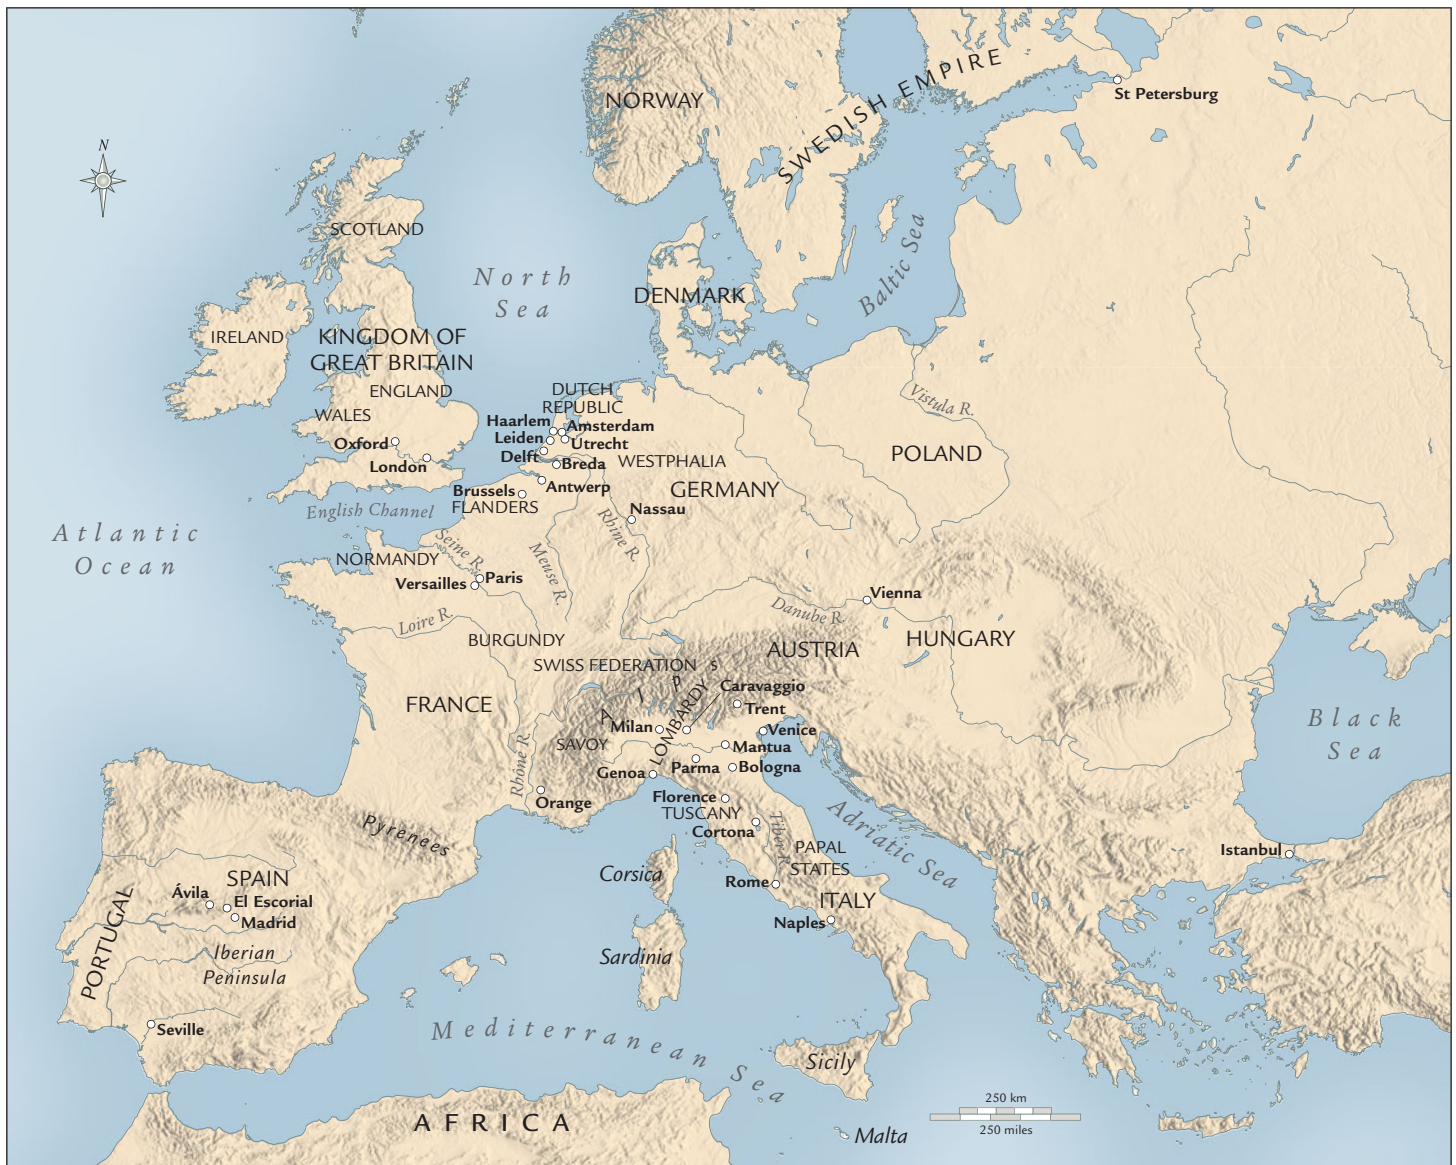 NORWAY
SWEDISH EMPIRE
St Petersburg
N
SCOTLAND
North
Sea
Baltic Sea
DENMARK
IRELAND
KINGDOM OF
GREAT BRITAIN
ENGLAND
WALES
DUTCH
REPUBLIC
Haarlem
Amsterdam
Leiden
Utrecht
Delft
Breda
Oxford
London
WESTPHALIA
Vistula R.
POLAND
Antwerp
Brussels
FLANDERS
GERMANY
English Channel
Nassau
Rhine R.
Atlantic
Ocean
NORMANDY
Seine R.
Meuse R.
Paris
Versailles
Vienna
Danube R.
Loire R.
BURGUNDY
AUSTRIA
HUNGARY
SWISS FEDERATION
Alps
Caravaggio
FRANCE
Trent
LOMBARDY
Milan
Venice
Black
Sea
SAVOY
Mantua
Rhône R.
Genoa
Parma
Bologna
Orange
Florence
TUSCANY
Cortona
Tiber R.
Adriatic Sea
Pyrenees
PAPAL
STATES
Istanbul
Corsica
Rome
ITALY
SPAIN
Ávila
El Escorial
Madrid
Naples
PORTUGAL
Iberian
Peninsula
Sardinia
Seville
Mediterranean Sea
Sicily
AFRICA
Malta
250 km
250 miles